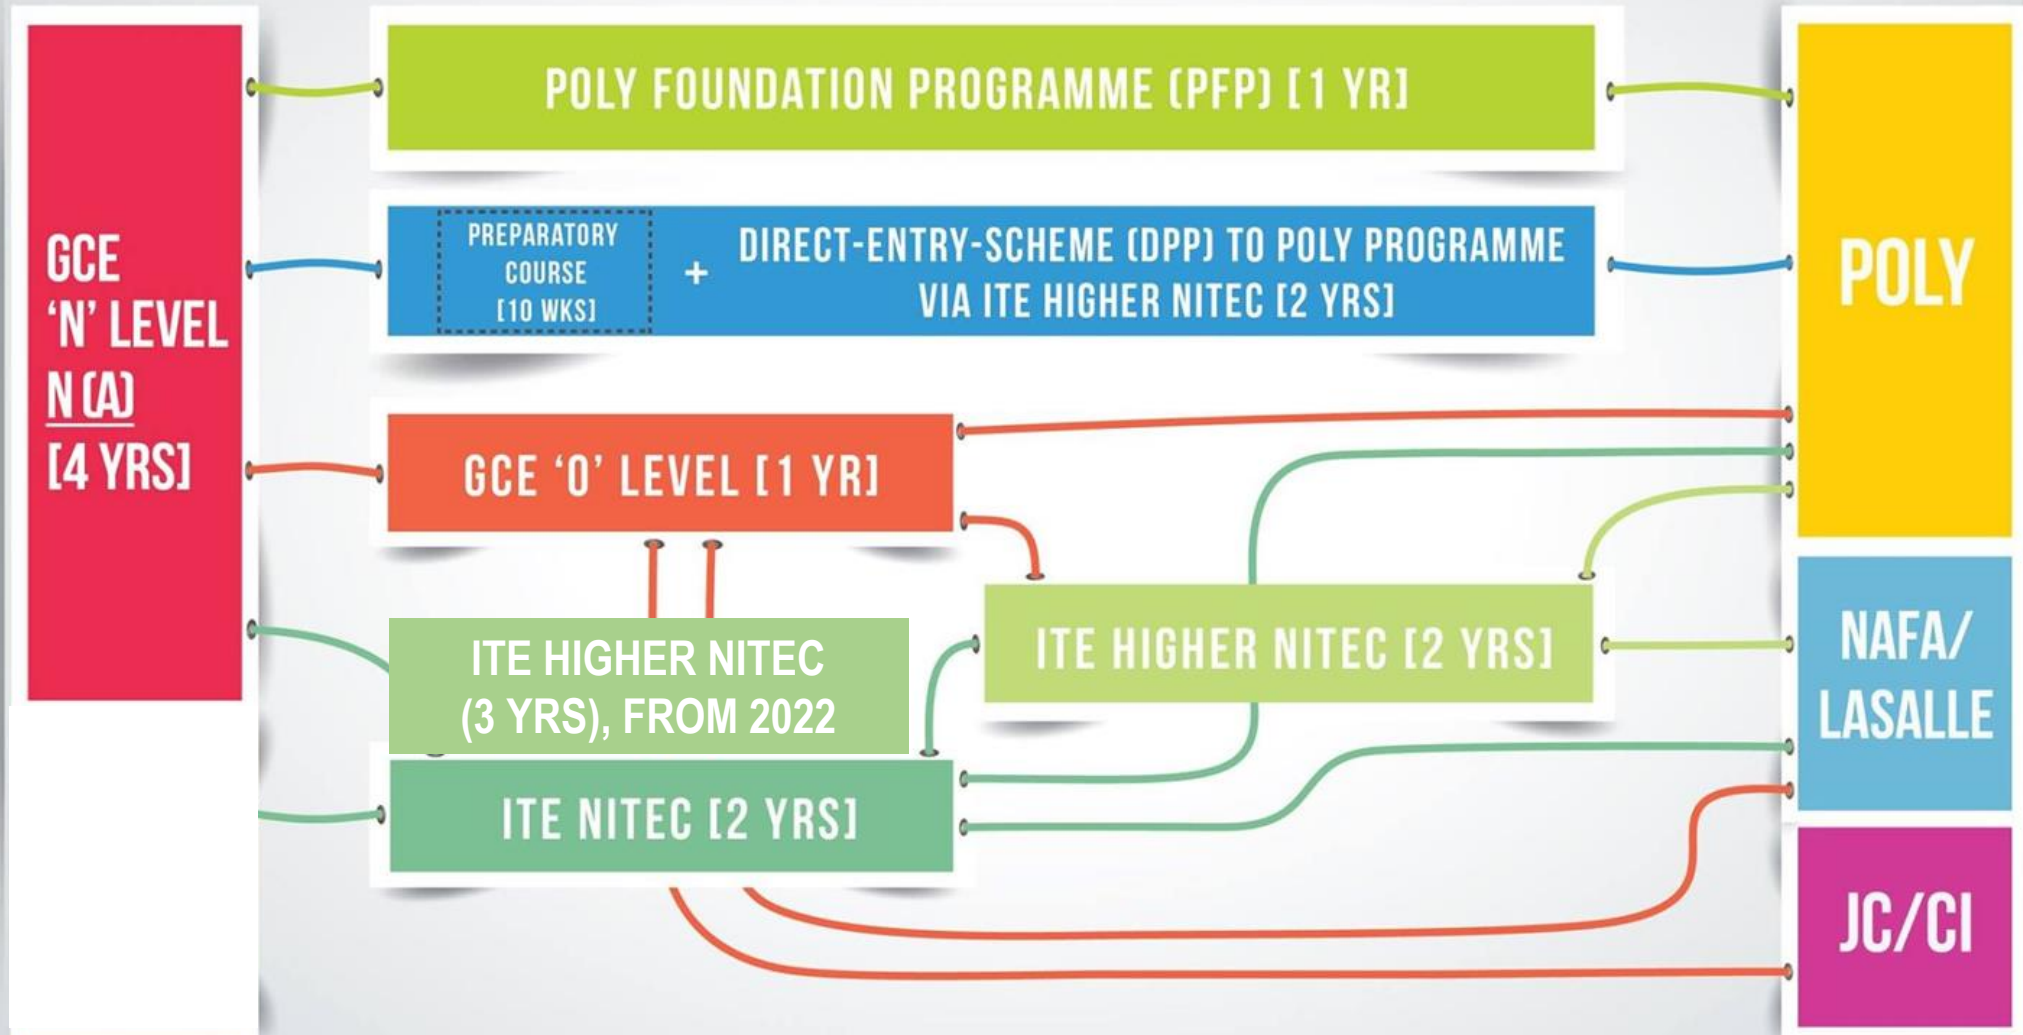 GCE
‘N’ LEVEL
N (A)
[4 YRS]
POLY FOUNDATION PROGRAMME (PFP) [1 YR]
PREPARATORY
COURSE
[10 WKS]
+
DIRECT-ENTRY-SCHEME (DPP) TO POLY PROGRAMME
VIA ITE HIGHER NITEC [2 YRS]
GCE ‘O’ LEVEL [1 YR]
ITE HIGHER NITEC
(3 YRS), FROM 2022
ITE HIGHER NITEC [2 YRS]
ITE NITEC [2 YRS]
POLY
NAFA/
LASALLE
JC/CI